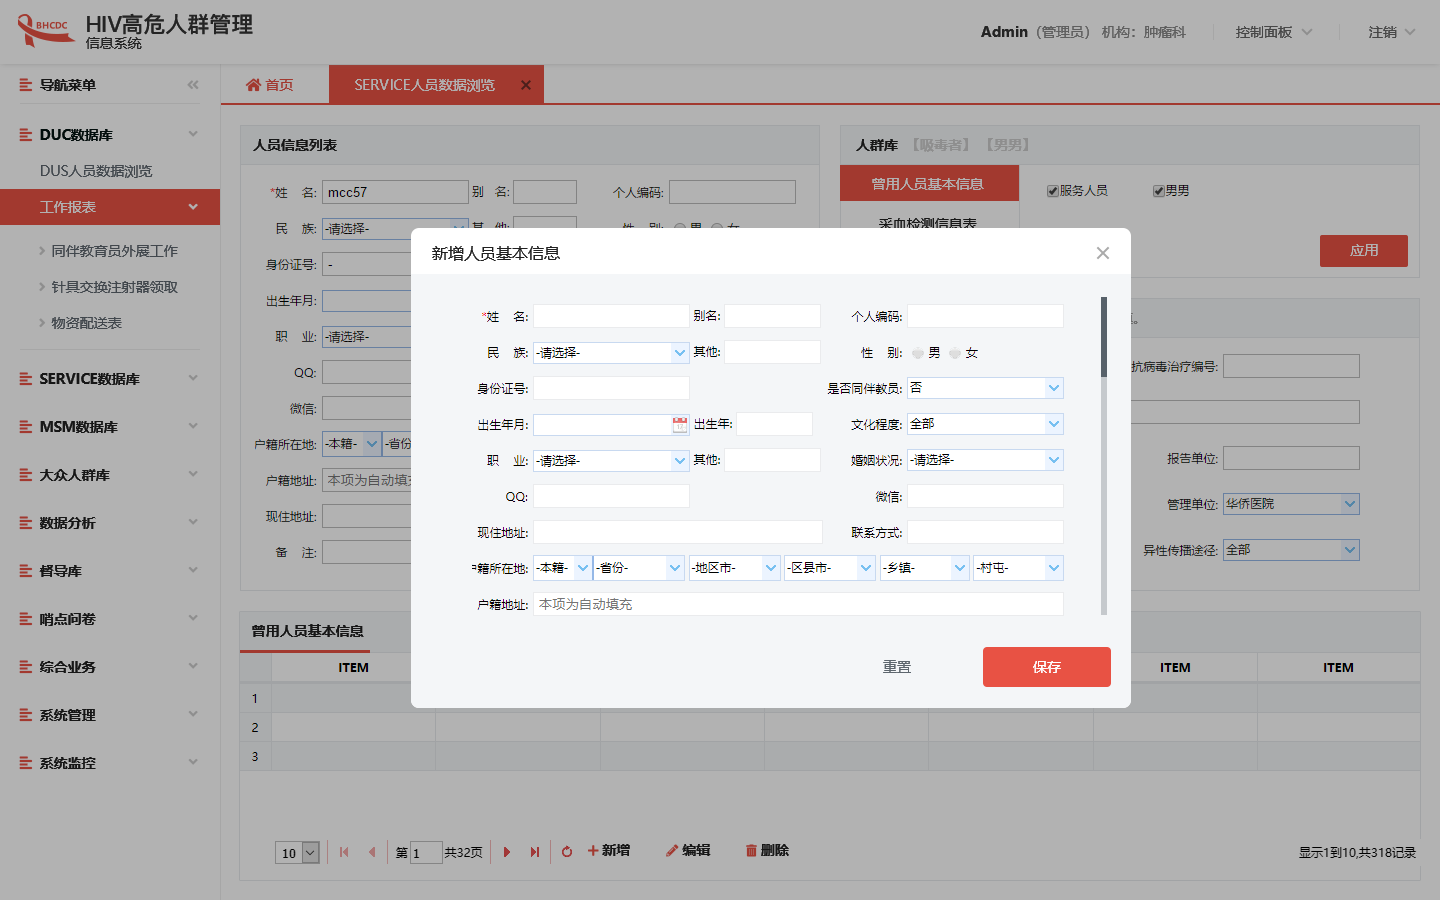 BHCDC HIV高危人群管理
信息系统
Admin（管理员） 机构：肿瘤科 控制面板 注销
导航菜单
首页 SERVICE人员数据浏览
DUC数据库
DUS人员数据浏览
工作报表
同伴教育员外展工作
针具交换注射器领取
物资配送表
SERVICE数据库
MSM数据库
大众人群库
数据分析
督导库
哨点问卷
综合业务
系统管理
系统监控
人员信息列表
*姓 名: mcc57 别 名: 个人编码:
民 族: -请选择- 其 他: 性 别: 男 女
身份证号: -
出生年月:
职 业: -请选择-
QQ:
微信:
户籍所在地: -本籍- -省份
户籍地址: 本项为自动填充
现住地址:
备 注:
人群库 【吸毒者】 【男男】
曾用人员基本信息
采血检测信息表
服务人员 男男
应用
抗病毒治疗编号:
报告单位:
管理单位: 华侨医院
异性传播途径: 全部
新增人员基本信息
*姓 名: 别名: 个人编码:
民 族: -请选择- 其他: 性 别: 男 女
身份证号: 是否同伴教员: 否
出生年月: 出生年: 文化程度: 全部
职 业: -请选择- 其他: 婚姻状况: -请选择-
QQ: 微信:
现住地址: 联系方式:
户籍所在地: -本籍- -省份- -地区市- -区县市- -乡镇- -村屯-
户籍地址: 本项为自动填充
重置 保存
曾用人员基本信息
ITEM ITEM ITEM
1
2
3
10 第 1 共32页 新增 编辑 删除 显示1到10,共318记录